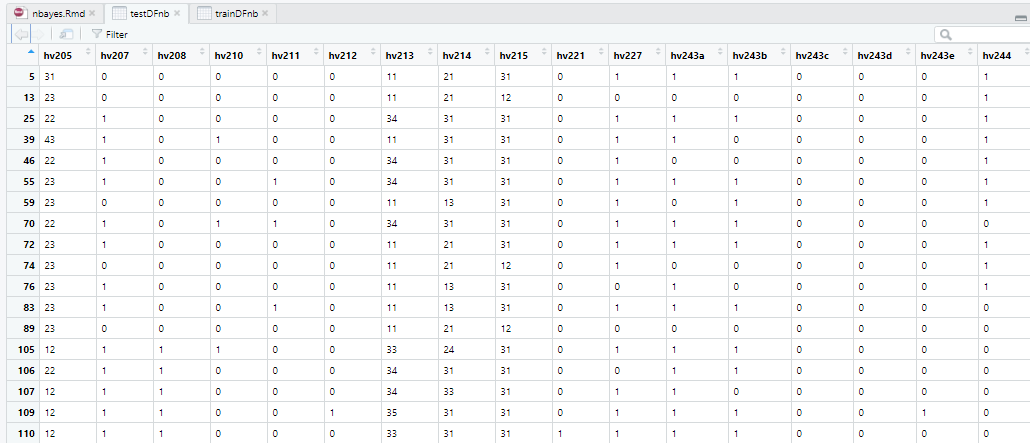 nbayes.Rmd testDFnb trainDFnb
Filter
hv205 hv207 hv208 hv210 hv211 hv212 hv213 hv214 hv215 hv221 hv227 hv243a hv243b hv243c hv243d hv243e hv244
5 31 0 0 0 0 0 11 21 31 0 1 1 1 0 0 0 1
13 23 0 0 0 0 0 11 21 12 0 0 0 0 0 0 0 1
25 22 1 0 0 0 0 34 31 31 0 1 1 1 0 0 0 1
39 43 1 0 1 0 0 11 31 31 0 1 1 0 0 0 0 1
46 22 1 0 0 0 0 34 31 31 0 1 0 0 0 0 0 1
55 23 1 0 0 1 0 34 31 31 0 1 1 1 0 0 0 1
59 23 0 0 0 0 0 11 13 31 0 1 0 1 0 0 0 1
70 22 1 0 1 1 0 34 31 31 0 1 1 1 0 0 0 0
72 23 1 0 0 0 0 11 21 31 0 1 1 1 0 0 0 1
74 23 0 0 0 0 0 11 21 12 0 1 0 0 0 0 0 1
76 23 1 0 0 0 0 11 13 31 0 0 1 0 0 0 0 1
83 23 1 0 0 1 0 11 13 31 0 1 1 1 0 0 0 0
89 23 0 0 0 0 0 11 21 12 0 0 0 0 0 0 0 0
105 12 1 1 1 0 0 33 24 31 0 1 1 1 0 0 0 0
106 22 1 1 0 0 0 34 31 31 0 0 1 1 0 0 0 0
107 12 1 1 0 0 0 34 33 31 0 1 1 0 0 0 0 0
109 12 1 1 0 0 1 35 31 31 0 1 1 1 0 0 1 0
110 12 1 1 0 0 0 33 31 31 1 1 1 1 0 0 0 0